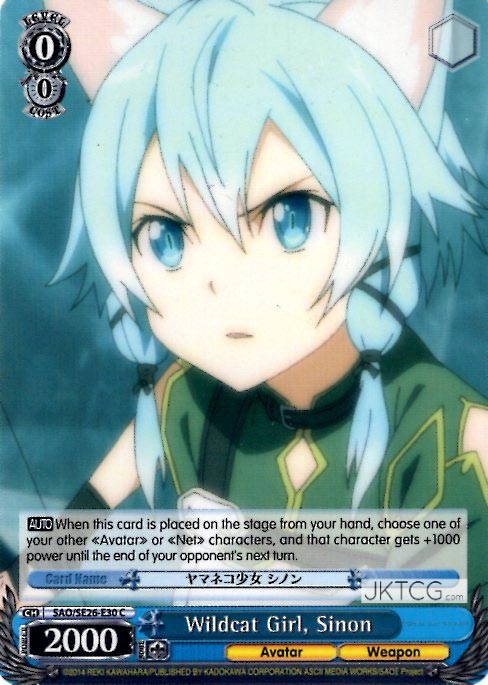 LEVEL
0
0
COST
AUTO When this card is placed on the stage from your hand, choose one of
your other «Avatar» or «Net» characters, and that character gets +1000
power until the end of your opponent's next turn.
Card Name ヤマネコ少女 シノン
JKTCG.com
CH SAO/SE26-E30 C
POWER 2000 SOUL Wildcat Girl, Sinon
Avatar Weapon
©2014 REKI KAWAHARA/PUBLISHED BY KADOKAWA CORPORATION ASCII MEDIA WORKS/SAOⅡ Project